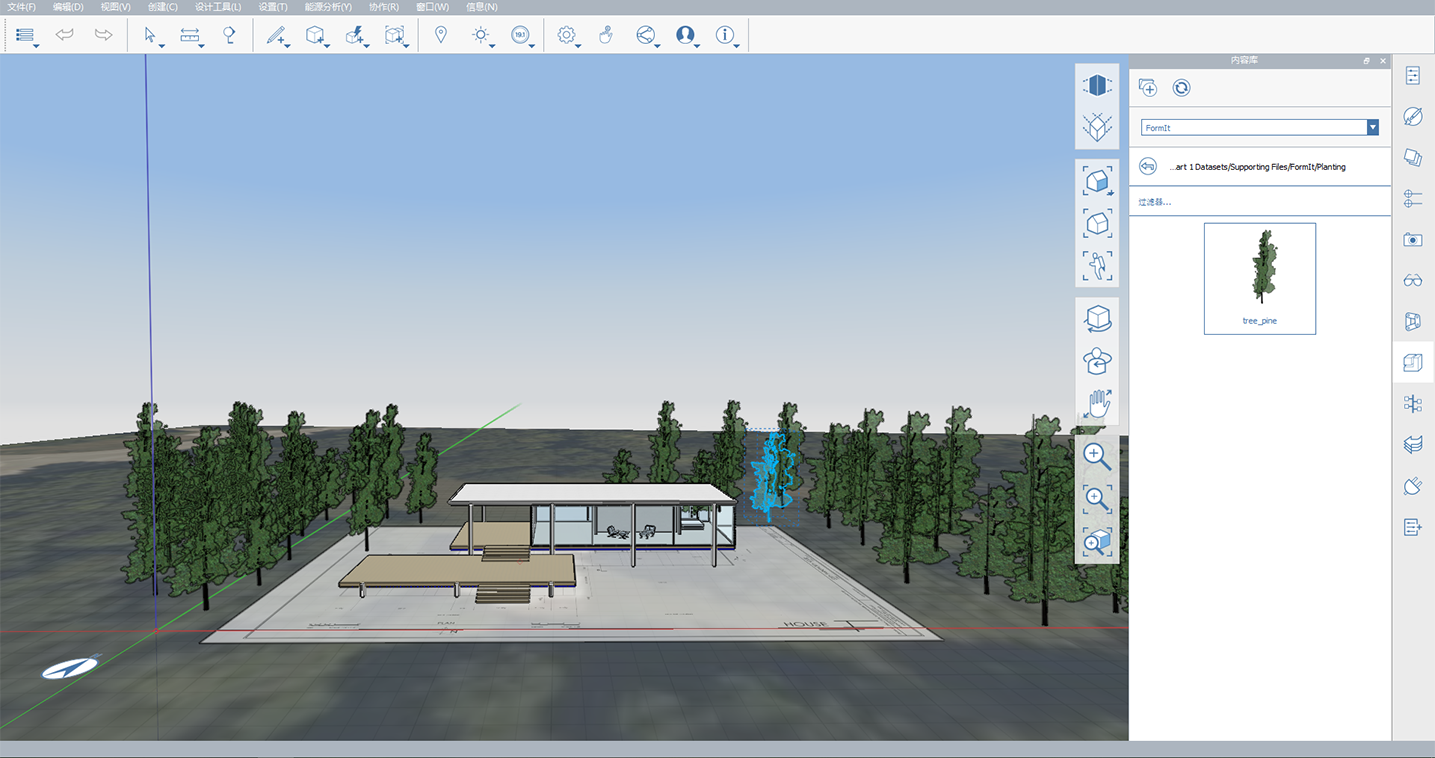 文件(F) 编辑(D) 视图(V) 创建(C) 设计工具(L) 设置(T) 能源分析(Y) 协作(R) 窗口(W) 信息(N)
191
内容库
FormIt
...art 1 Datasets/Supporting Files/FormIt/Planting
过滤器...
tree_pine
PLAN
HOUSE